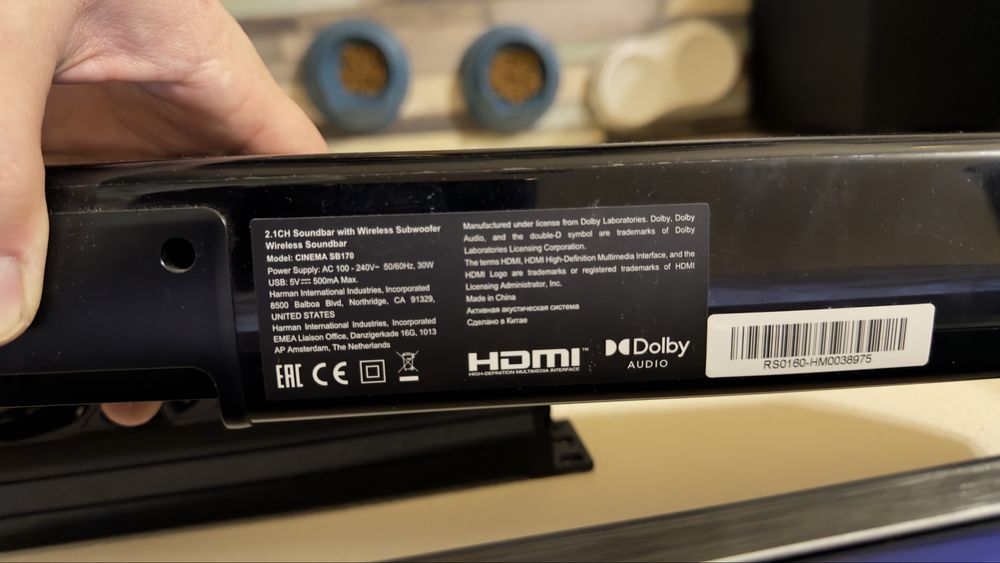 2.1CH Soundbar with Wireless Subwoofer
Wireless Soundbar
Model: CINEMA SB170
Power Supply: AC 100 - 240V~ 50/60Hz, 30W
USB: 5V⎓ 500mA Max.
Harman International Industries, Incorporated
8500 Balboa Blvd, Northridge, CA 91329,
UNITED STATES
Harman International Industries, Incorporated
EMEA Liaison Office, Danzigerkade 16G, 1013
AP Amsterdam, The Netherlands
EAC CE
Manufactured under license from Dolby Laboratories. Dolby, Dolby
Audio, and the double-D symbol are trademarks of Dolby
Laboratories Licensing Corporation.
The terms HDMI, HDMI High-Definition Multimedia Interface, and the
HDMI Logo are trademarks or registered trademarks of HDMI
Licensing Administrator, Inc.
Made in China
Активная акустическая система
Сделано в Китае
HDMI™
HIGH-DEFINITION MULTIMEDIA INTERFACE
Dolby
AUDIO
RS0160-HM0038975